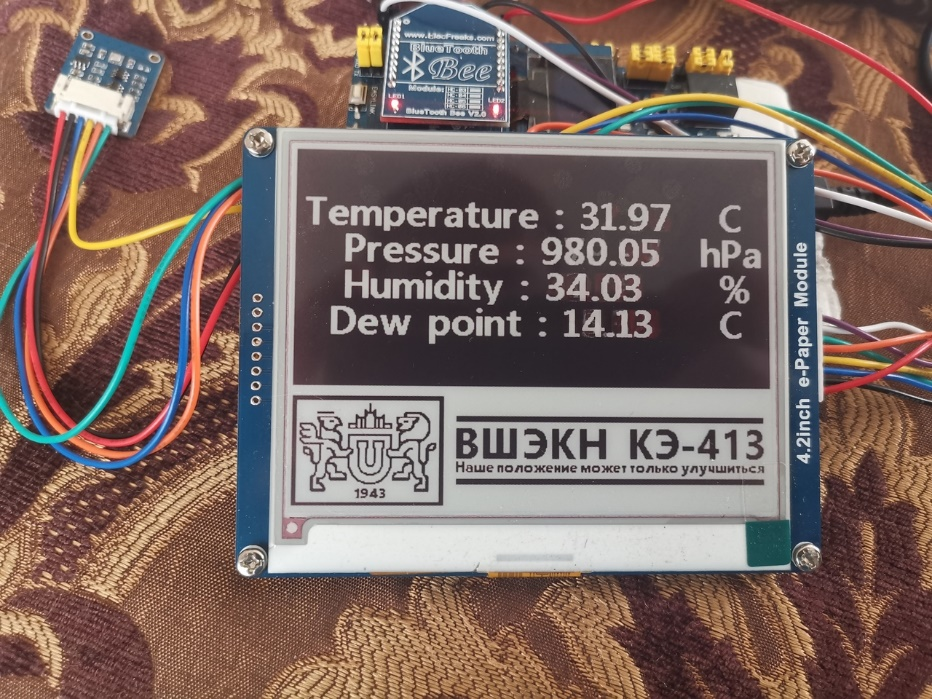 www.ElecFreaks.com
BlueTooth
Bee
Module:
LED1
LED2
BlueTooth Bee V2.0
Temperature : 31.97 C
Pressure : 980.05 hPa
Humidity : 34.03 %
Dew point : 14.13 C
4.2inch e-Paper Module
U
1943
ВШЭКН КЭ-413
Наше положение может только улучшиться